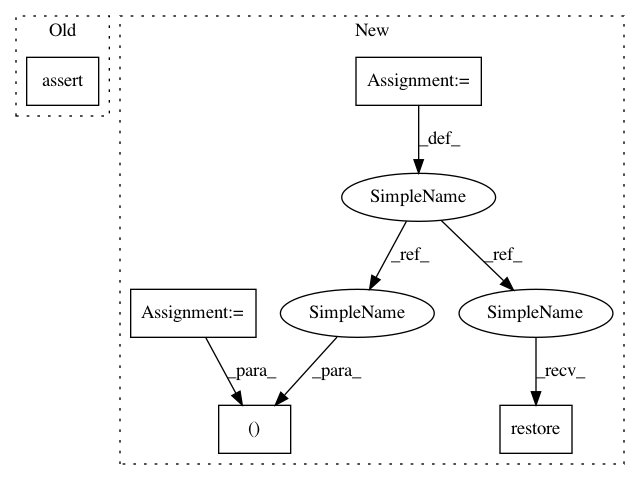 Old
New
assert
Assignment:=
_def_
SimpleName
_ref_
_ref_
Assignment:=
SimpleName
SimpleName
_para_
_para_
_recv_
()
restore